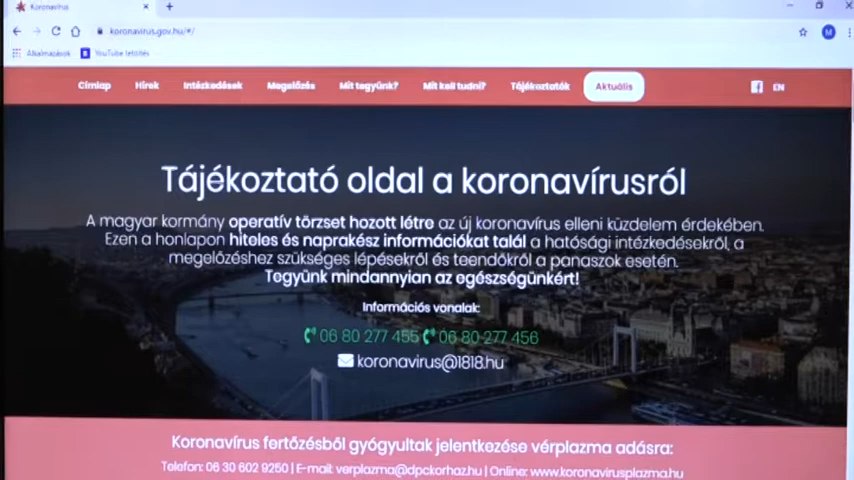 Koronavírus
koronavirus.gov.hu/#/
M
Alkalmazások
YouTube letöltés
Címlap Hírek Intézkedések Megelőzés Mit tegyünk? Mit kell tudni? Tájékoztatók Aktuális EN
Tájékoztató oldal a koronavírusról
A magyar kormány operatív törzset hozott létre az új koronavírus elleni küzdelem érdekében.
Ezen a honlapon hiteles és naprakész információkat talál a hatósági intézkedésekről, a
megelőzéshez szükséges lépésekről és teendőkről a panaszok esetén.
Tegyünk mindannyian az egészségünkért!
Információs vonalak:
06 80 277 455 06 80 277 456
koronavirus@1818.hu
Koronavírus fertőzésből gyógyultak jelentkezése vérplazma adásra:
Telefon: 06 30 602 9250 | E-mail: verplazma@dpckorhaz.hu | Online: www.koronavirusplazma.hu